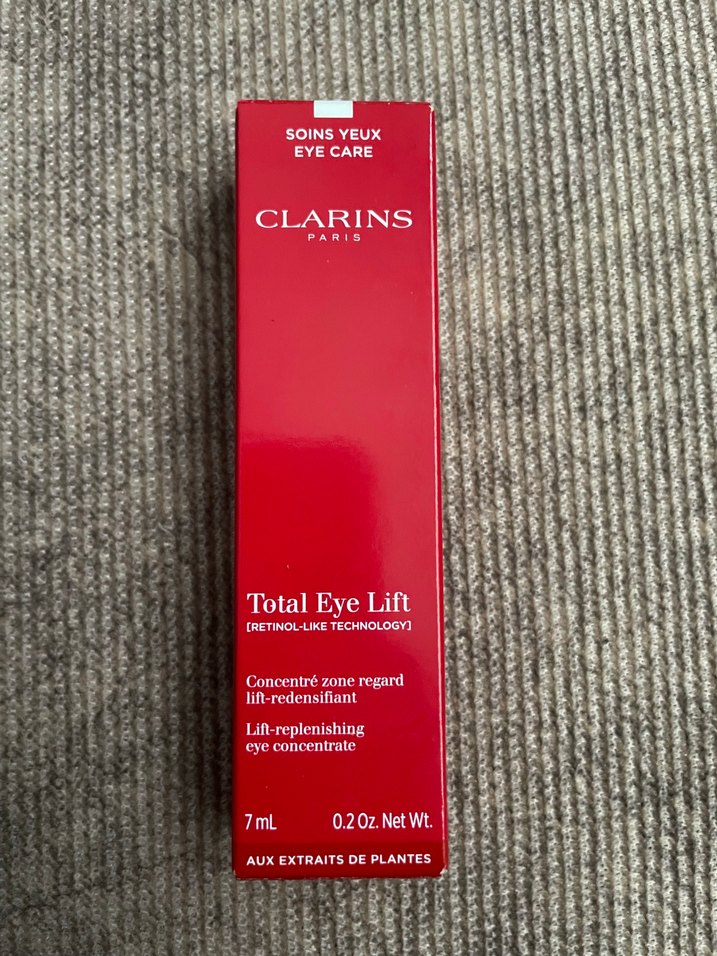 SOINS YEUX
EYE CARE
CLARINS
PARIS
Total Eye Lift
[RETINOL-LIKE TECHNOLOGY]
Concentré zone regard
lift-redensifiant
Lift-replenishing
eye concentrate
7 mL 0.2 Oz. Net Wt.
AUX EXTRAITS DE PLANTES